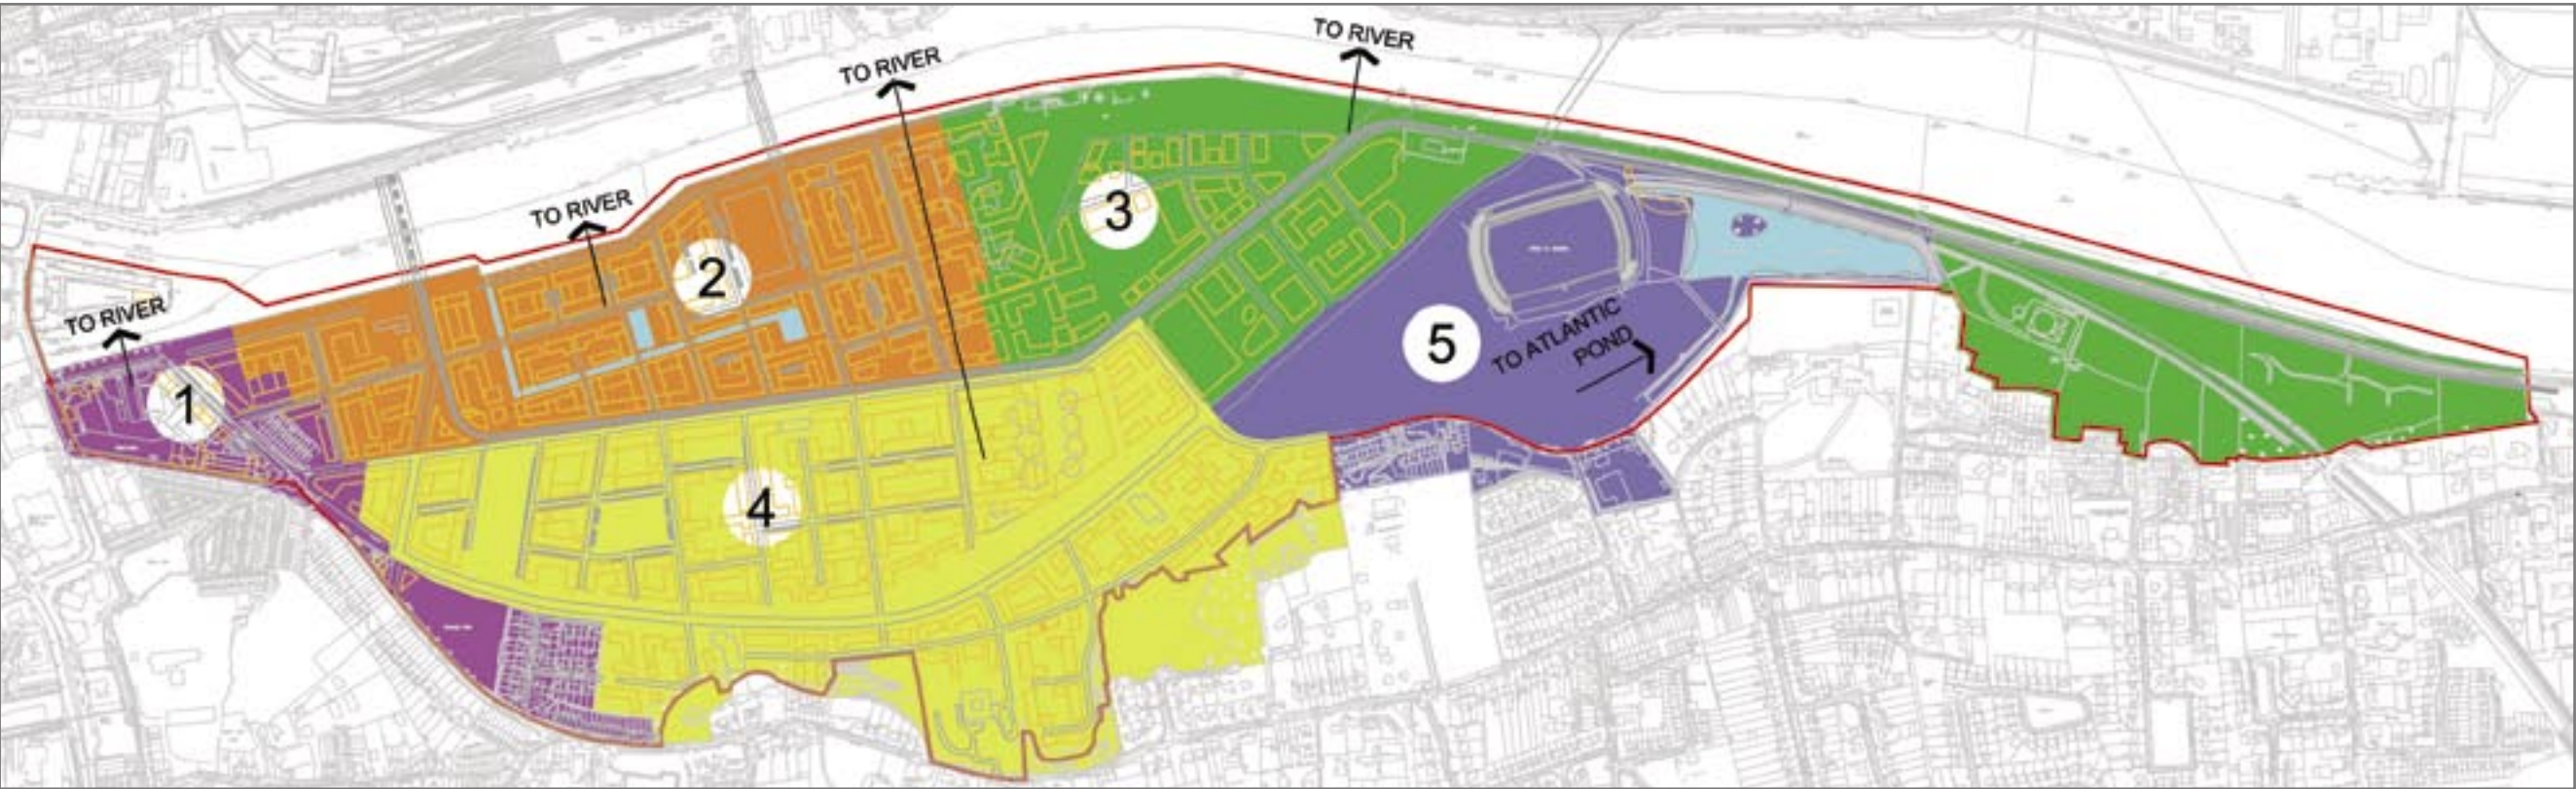 TO RIVER
TO RIVER
TO RIVER
TO RIVER
1
2
3
4
5
TO ATLANTIC
POND